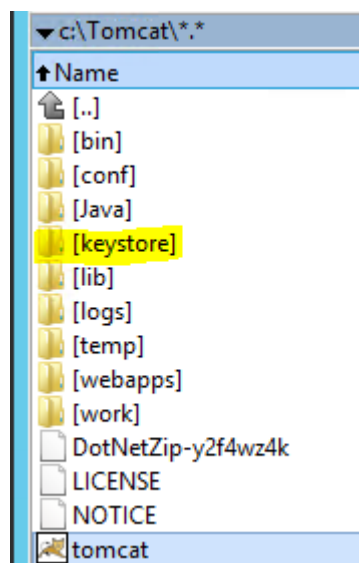 c:\Tomcat\*.*
Name
[..]
[bin]
[conf]
[Java]
[keystore]
[lib]
[logs]
[temp]
[webapps]
[work]
DotNetZip-y2f4wz4k
LICENSE
NOTICE
tomcat